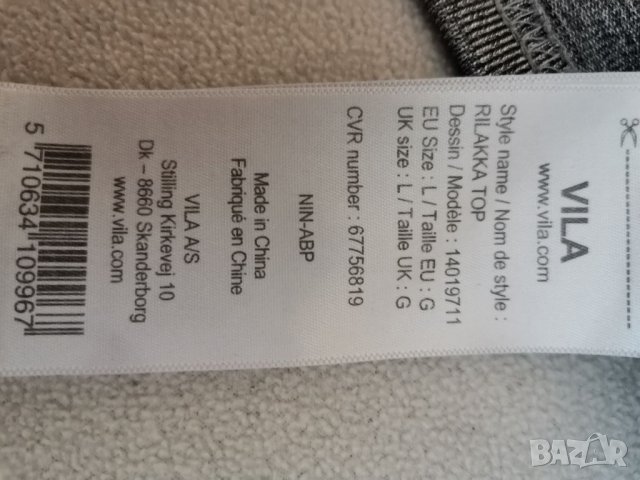 VILA
www.vila.com
Style name / Nom de style :
RILAKKA TOP
Dessin / Modèle : 14019711
EU Size : L / Taille EU : G
UK size : L / Taille UK : G
CVR number : 67756819
NIN-ABP
Made in China
Fabriqué en Chine
VILA A/S
Stilling Kirkevej 10
Dk – 8660 Skanderborg
www.vila.com
5 710634 109967
BAZAR